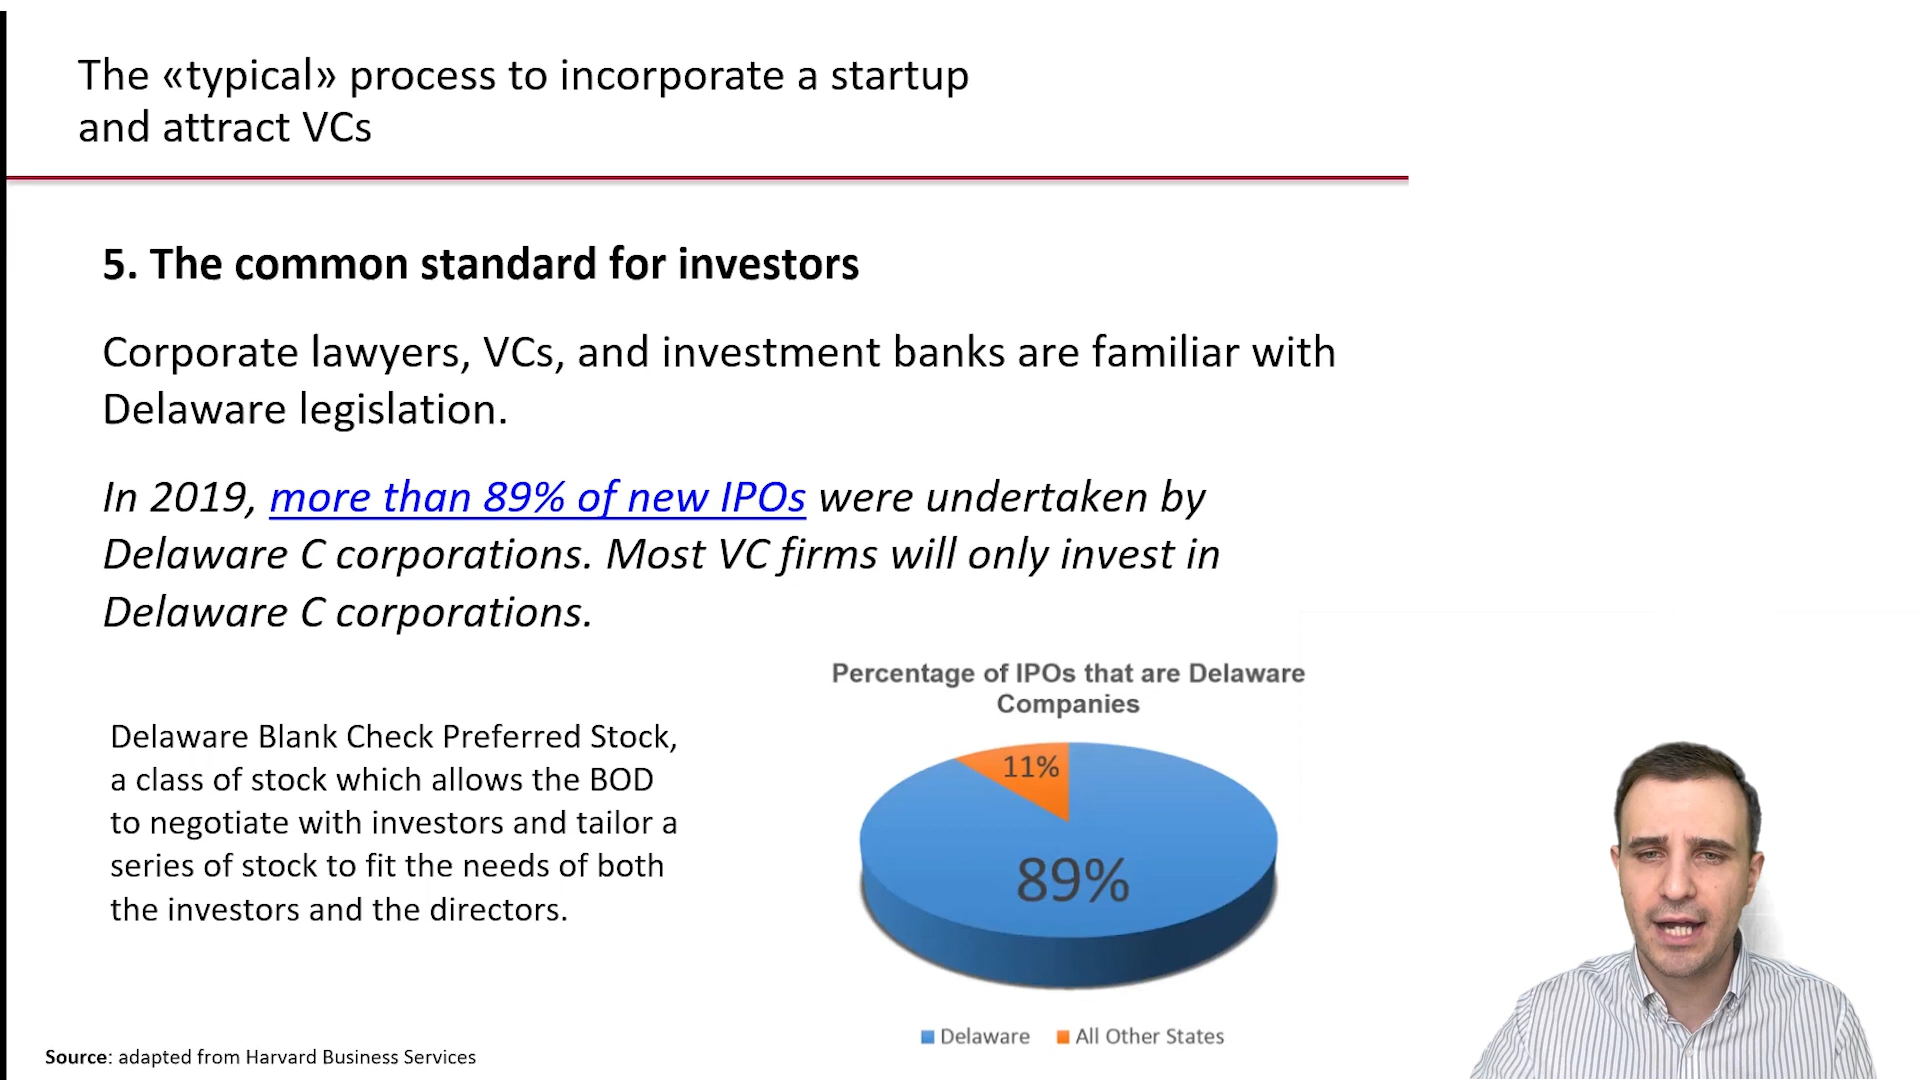 The «typical» process to incorporate a startup
and attract VCs
5. The common standard for investors
Corporate lawyers, VCs, and investment banks are familiar with
Delaware legislation.
In 2019, more than 89% of new IPOs were undertaken by
Delaware C corporations. Most VC firms will only invest in
Delaware C corporations.
Delaware Blank Check Preferred Stock,
a class of stock which allows the BOD
to negotiate with investors and tailor a
series of stock to fit the needs of both
the investors and the directors.
Percentage of IPOs that are Delaware
Companies
11%
89%
Delaware All Other States
Source: adapted from Harvard Business Services